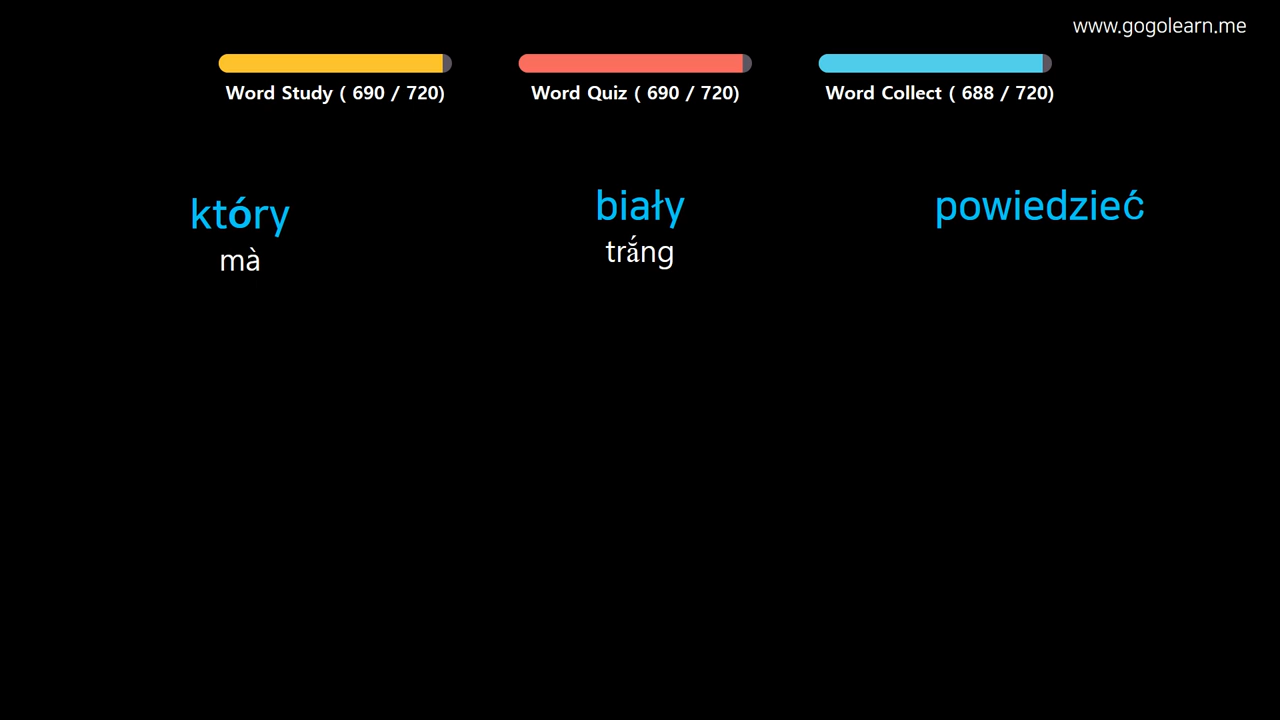 www.gogolearn.me
Word Study ( 690 / 720)
Word Quiz ( 690 / 720)
Word Collect ( 688 / 720)
który
mà
biały
trắng
powiedzieć